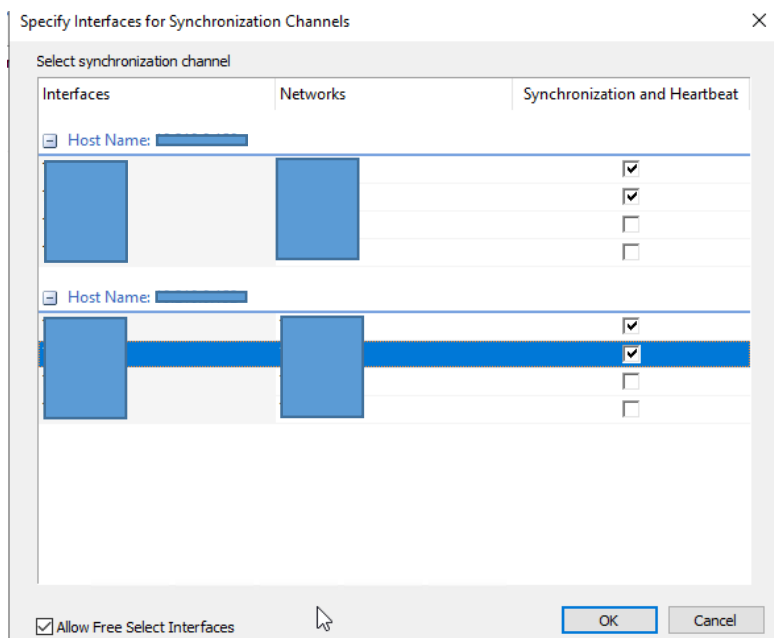 Specify Interfaces for Synchronization Channels
Select synchronization channel
Interfaces Networks Synchronization and Heartbeat
Host Name:
Host Name:
Allow Free Select Interfaces OK Cancel